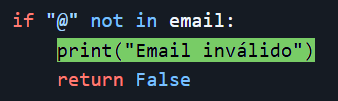 if "@" not in email:
    print("Email inválido")
    return False